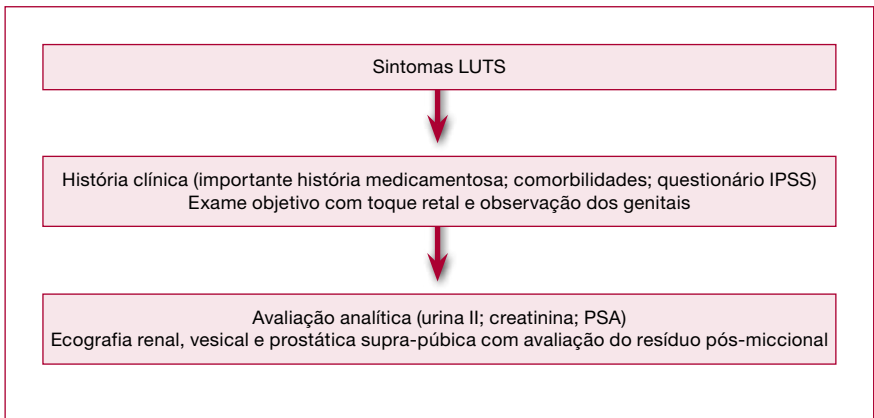 Sintomas LUTS
História clínica (importante história medicamentosa; comorbilidades; questionário IPSS)
Exame objetivo com toque retal e observação dos genitais
Avaliação analítica (urina II; creatinina; PSA)
Ecografia renal, vesical e prostática supra-púbica com avaliação do resíduo pós-miccional